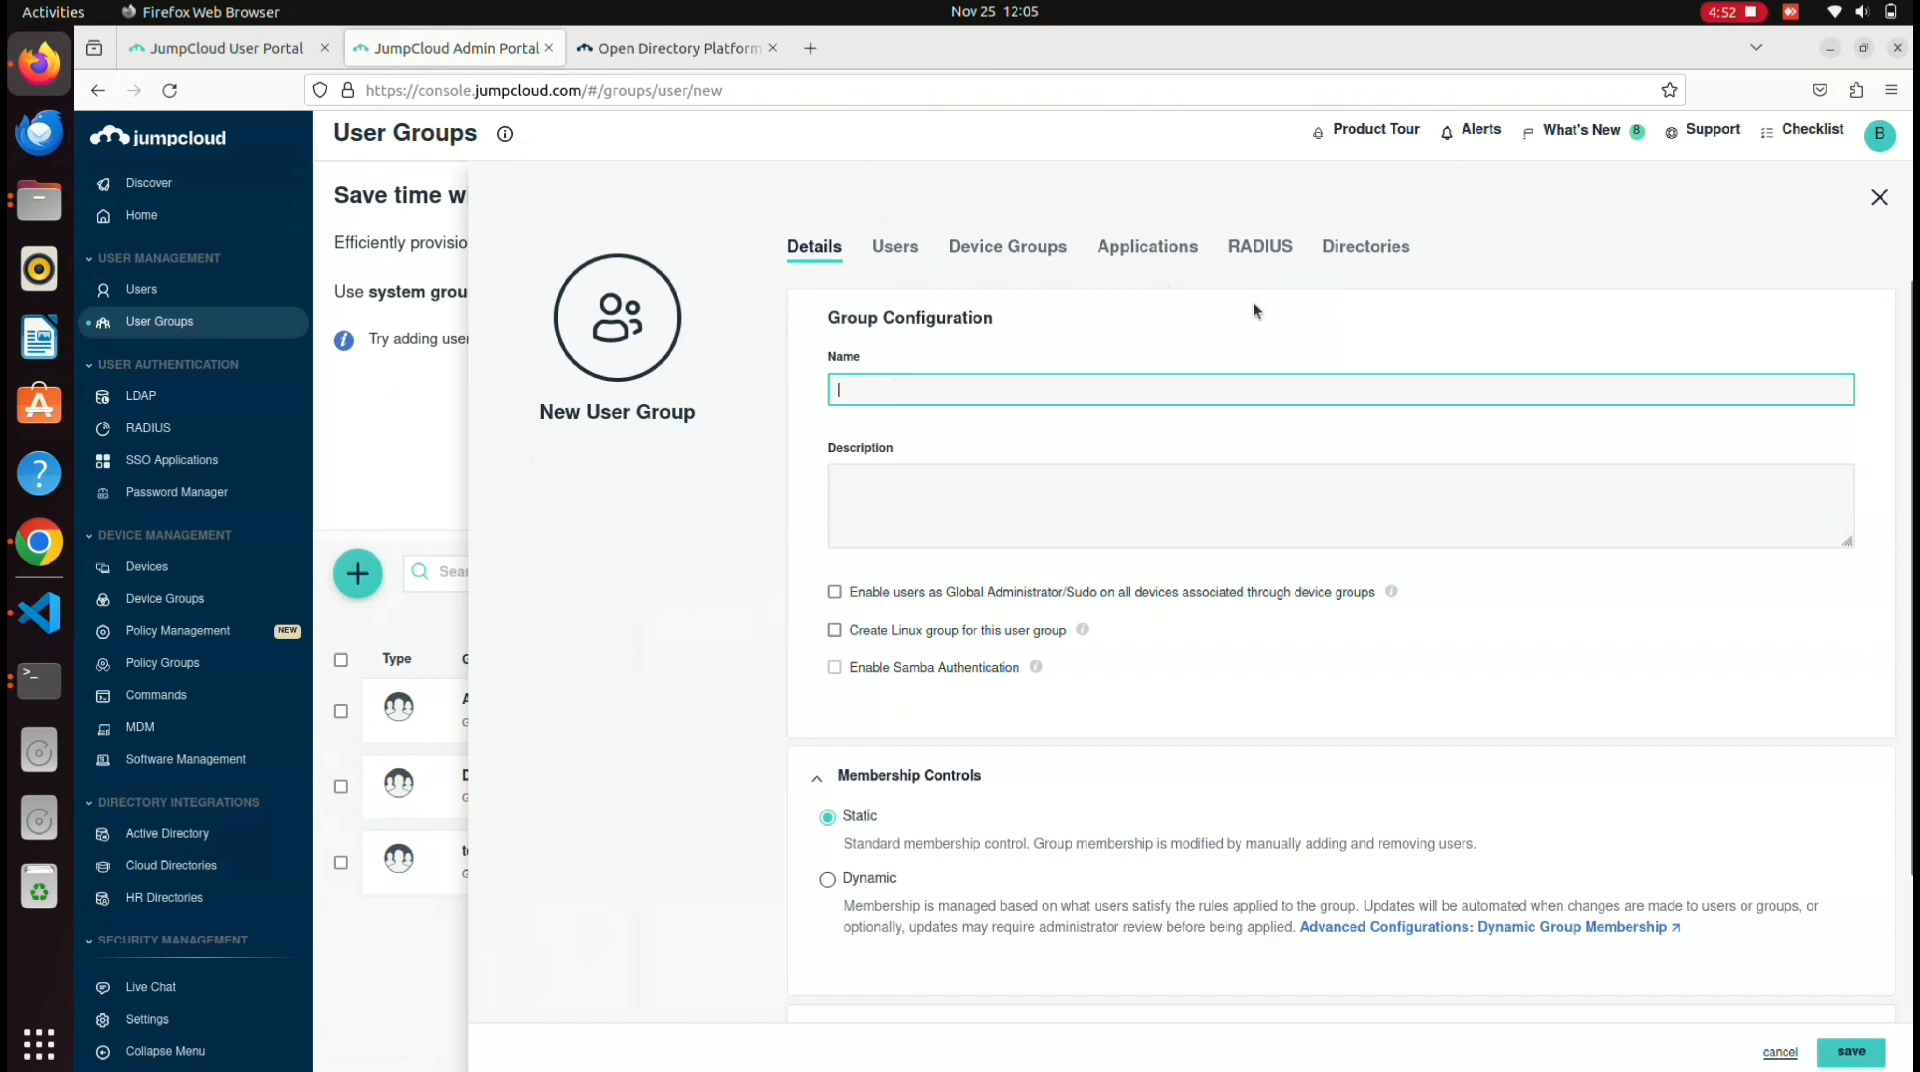 Activities
Firefox Web Browser
Nov 25 12:05
4:52
JumpCloud User Portal
JumpCloud Admin Portal
Open Directory Platform
https://console.jumpcloud.com/#/groups/user/new
jumpcloud
User Groups
Product Tour
Alerts
What's New 8
Support
Checklist
B
Discover
Home
USER MANAGEMENT
Users
User Groups
USER AUTHENTICATION
LDAP
RADIUS
SSO Applications
Password Manager
DEVICE MANAGEMENT
Devices
Device Groups
Policy Management NEW
Policy Groups
Commands
MDM
Software Management
DIRECTORY INTEGRATIONS
Active Directory
Cloud Directories
HR Directories
SECURITY MANAGEMENT
Live Chat
Settings
Collapse Menu
Save time wi
Efficiently provisio
Use system grou
Try adding user
Sear
Type
New User Group
Details
Users
Device Groups
Applications
RADIUS
Directories
Group Configuration
Name
Description
Enable users as Global Administrator/Sudo on all devices associated through device groups
Create Linux group for this user group
Enable Samba Authentication
Membership Controls
Static
Standard membership control. Group membership is modified by manually adding and removing users.
Dynamic
Membership is managed based on what users satisfy the rules applied to the group. Updates will be automated when changes are made to users or groups, or
optionally, updates may require administrator review before being applied. Advanced Configurations: Dynamic Group Membership
cancel
save